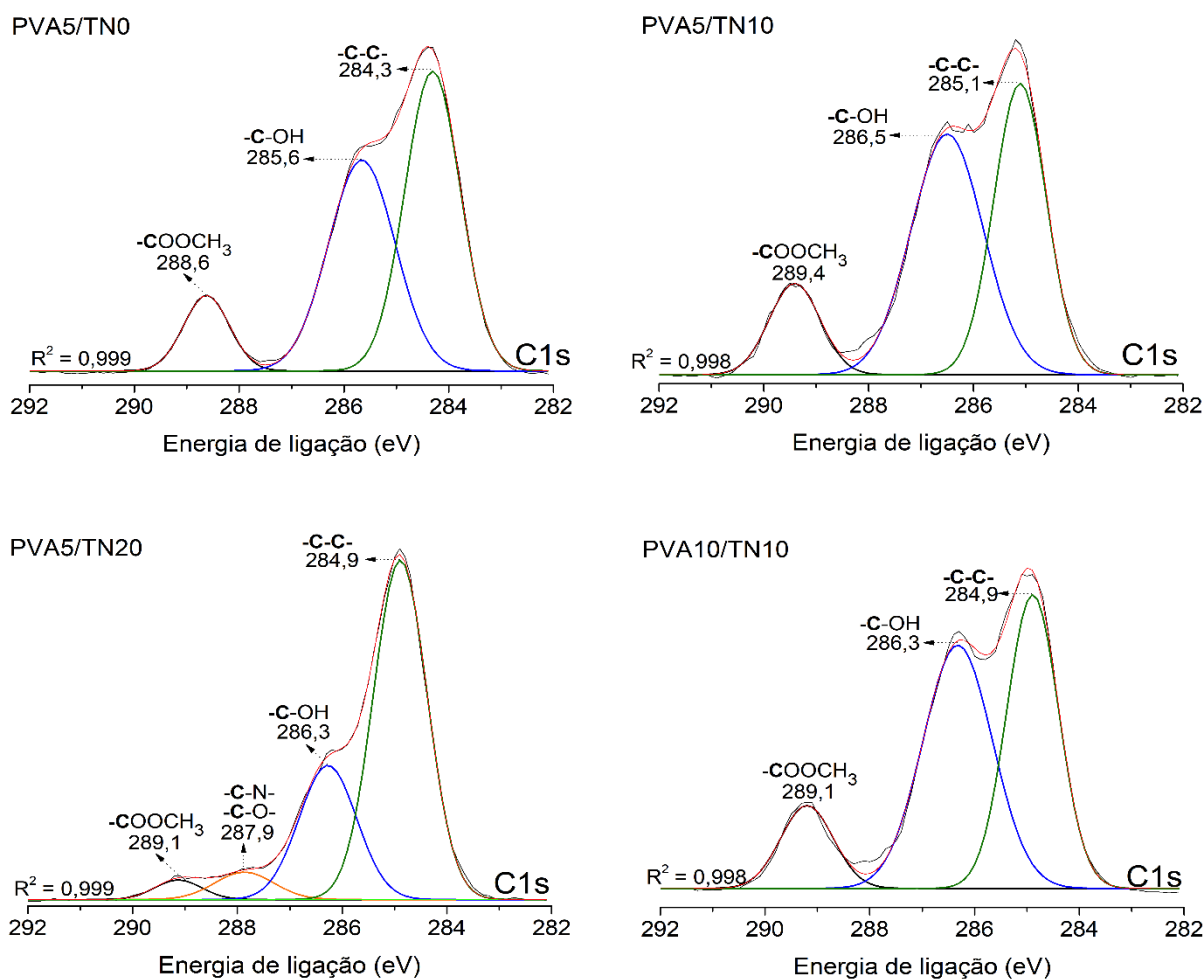 PVA5/TN0
-C-C-
284,3
-C-OH
285,6
-COOCH3
288,6
R² = 0,999
C1s
292 290 288 286 284 282
Energia de ligação (eV)
PVA5/TN10
-C-C-
285,1
-C-OH
286,5
-COOCH3
289,4
R² = 0,998
C1s
292 290 288 286 284 282
Energia de ligação (eV)
PVA5/TN20
-C-C-
284,9
-C-OH
286,3
-C-N-
-C-O-
287,9
-COOCH3
289,1
R² = 0,999
C1s
292 290 288 286 284 282
Energia de ligação (eV)
PVA10/TN10
-C-C-
284,9
-C-OH
286,3
-COOCH3
289,1
R² = 0,998
C1s
292 290 288 286 284 282
Energia de ligação (eV)